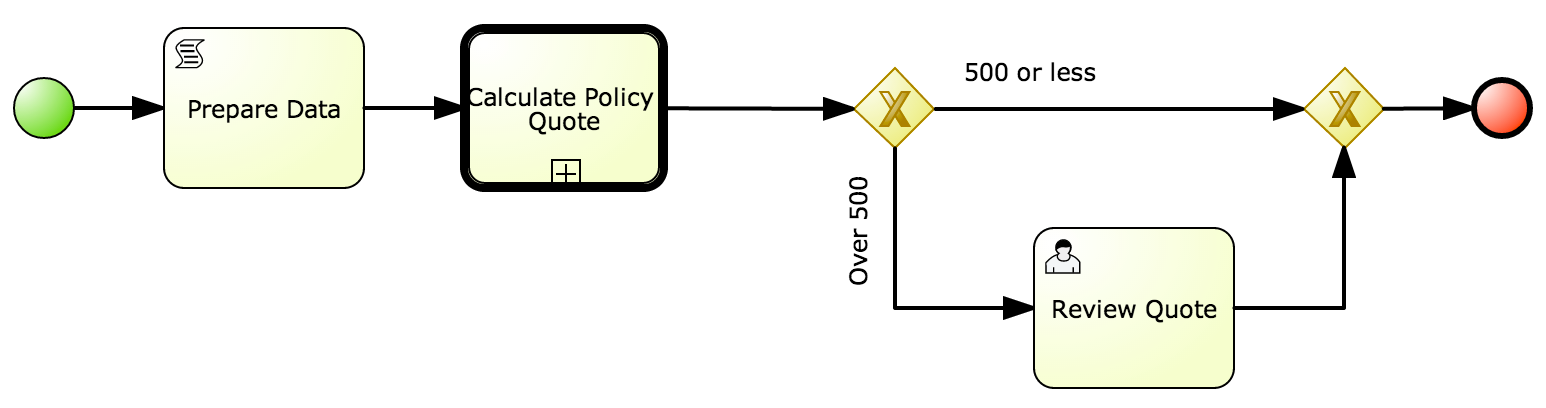 Prepare Data
Calculate Policy
Quote
500 or less
Over 500
Review Quote